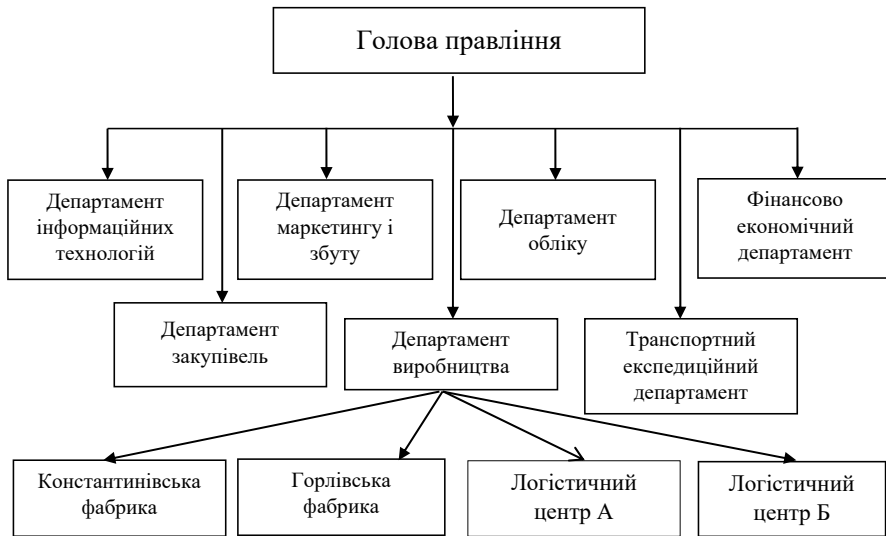 Голова правління
Департамент
інформаційних
технологій
Департамент
маркетингу і
збуту
Департамент
обліку
Фінансово
економічний
департамент
Департамент
закупівель
Департамент
виробництва
Транспортний
експедиційний
департамент
Константинівська
фабрика
Горлівська
фабрика
Логістичний
центр А
Логістичний
центр Б